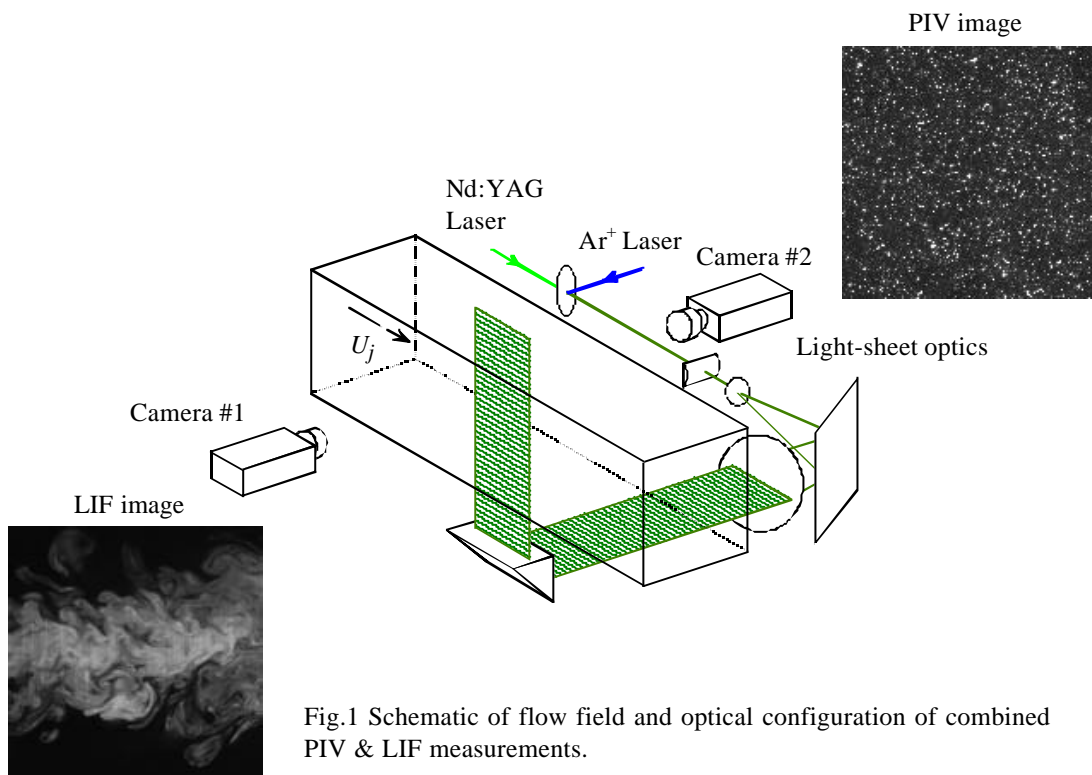 PIV image
Nd:YAG
Laser
Ar⁺ Laser
Camera #2
Light-sheet optics
U_j
Camera #1
LIF image
Fig.1 Schematic of flow field and optical configuration of combined
PIV & LIF measurements.